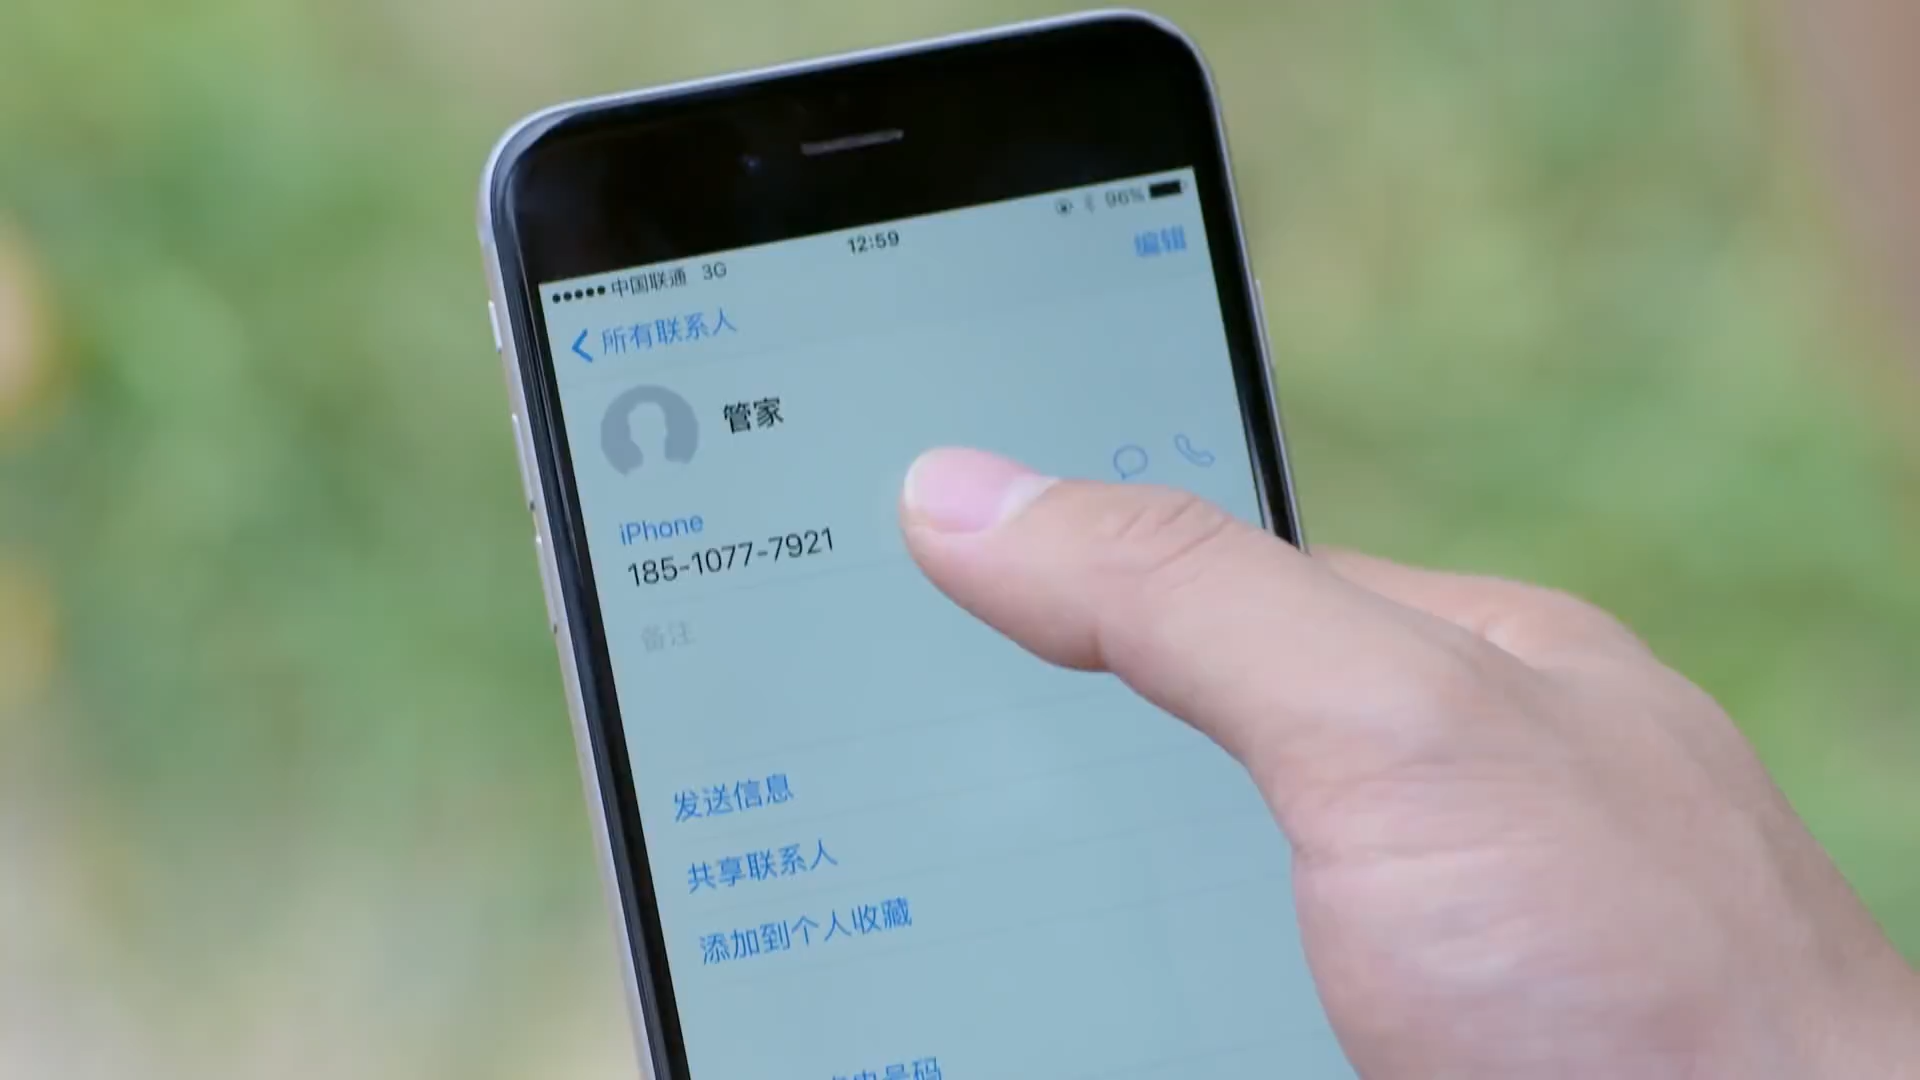 中国联通 3G
12:59
96%
所有联系人
编辑
管家
iPhone
185-1077-7921
备注
发送信息
共享联系人
添加到个人收藏
号码